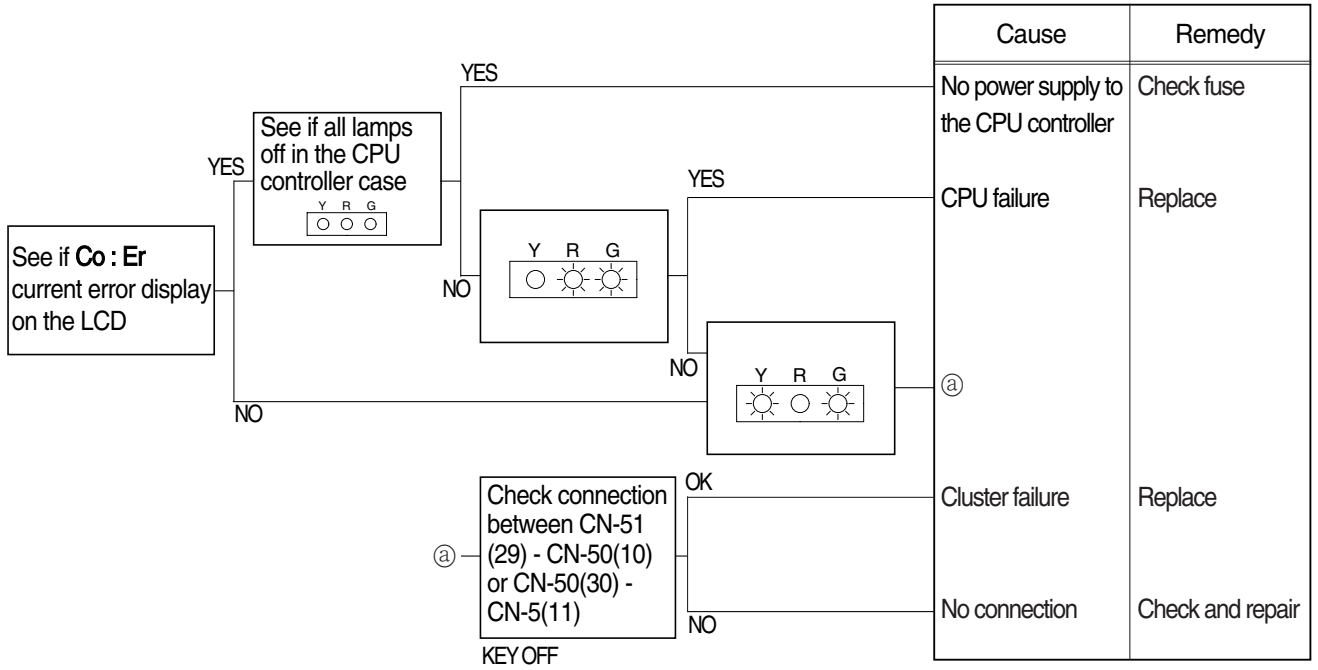 Cause Remedy
YES
No power supply to Check fuse
the CPU controller
See if all lamps
off in the CPU
controller case
YES
Y R G
YES
CPU failure Replace
See if Co : Er
current error display
on the LCD
Y R G
NO
NO
Y R G
ⓐ
NO
OK
Check connection
between CN-51
(29) - CN-50(10)
or CN-50(30) -
CN-5(11)
Cluster failure Replace
ⓐ
No connection Check and repair
NO
KEY OFF